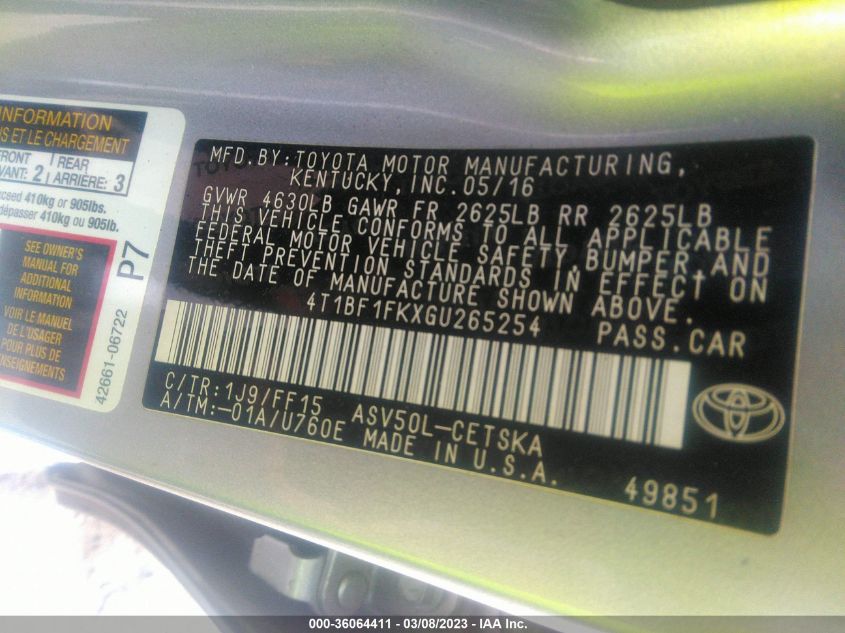 INFORMATION
S ET LE CHARGEMENT
FRONT REAR
VANT: 2 ARRIÈRE: 3
xceed 410kg or 905lbs.
dépasser 410kg ou 905lb.
SEE OWNER'S
MANUAL FOR
ADDITIONAL
INFORMATION
VOIR LE MANUEL
DE L'USAGER
POUR PLUS DE
RENSEIGNEMENTS
P7
42661-06722
MFD.BY:TOYOTA MOTOR MANUFACTURING,
KENTUCKY,INC.05/16
GVWR 4630LB GAWR FR 2625LB RR 2625LB
THIS VEHICLE CONFORMS TO ALL APPLICABLE
FEDERAL MOTOR VEHICLE SAFETY,BUMPER,AND
THEFT PREVENTION STANDARDS IN EFFECT ON
THE DATE OF MANUFACTURE SHOWN ABOVE.
4T1BF1FKXGU265254 PASS.CAR
C/TR:1J9/FF15 ASV50L-CETSKA
A/TM:-01A/U760E MADE IN U.S.A.
49851
000-36064411 - 03/08/2023 - IAA Inc.